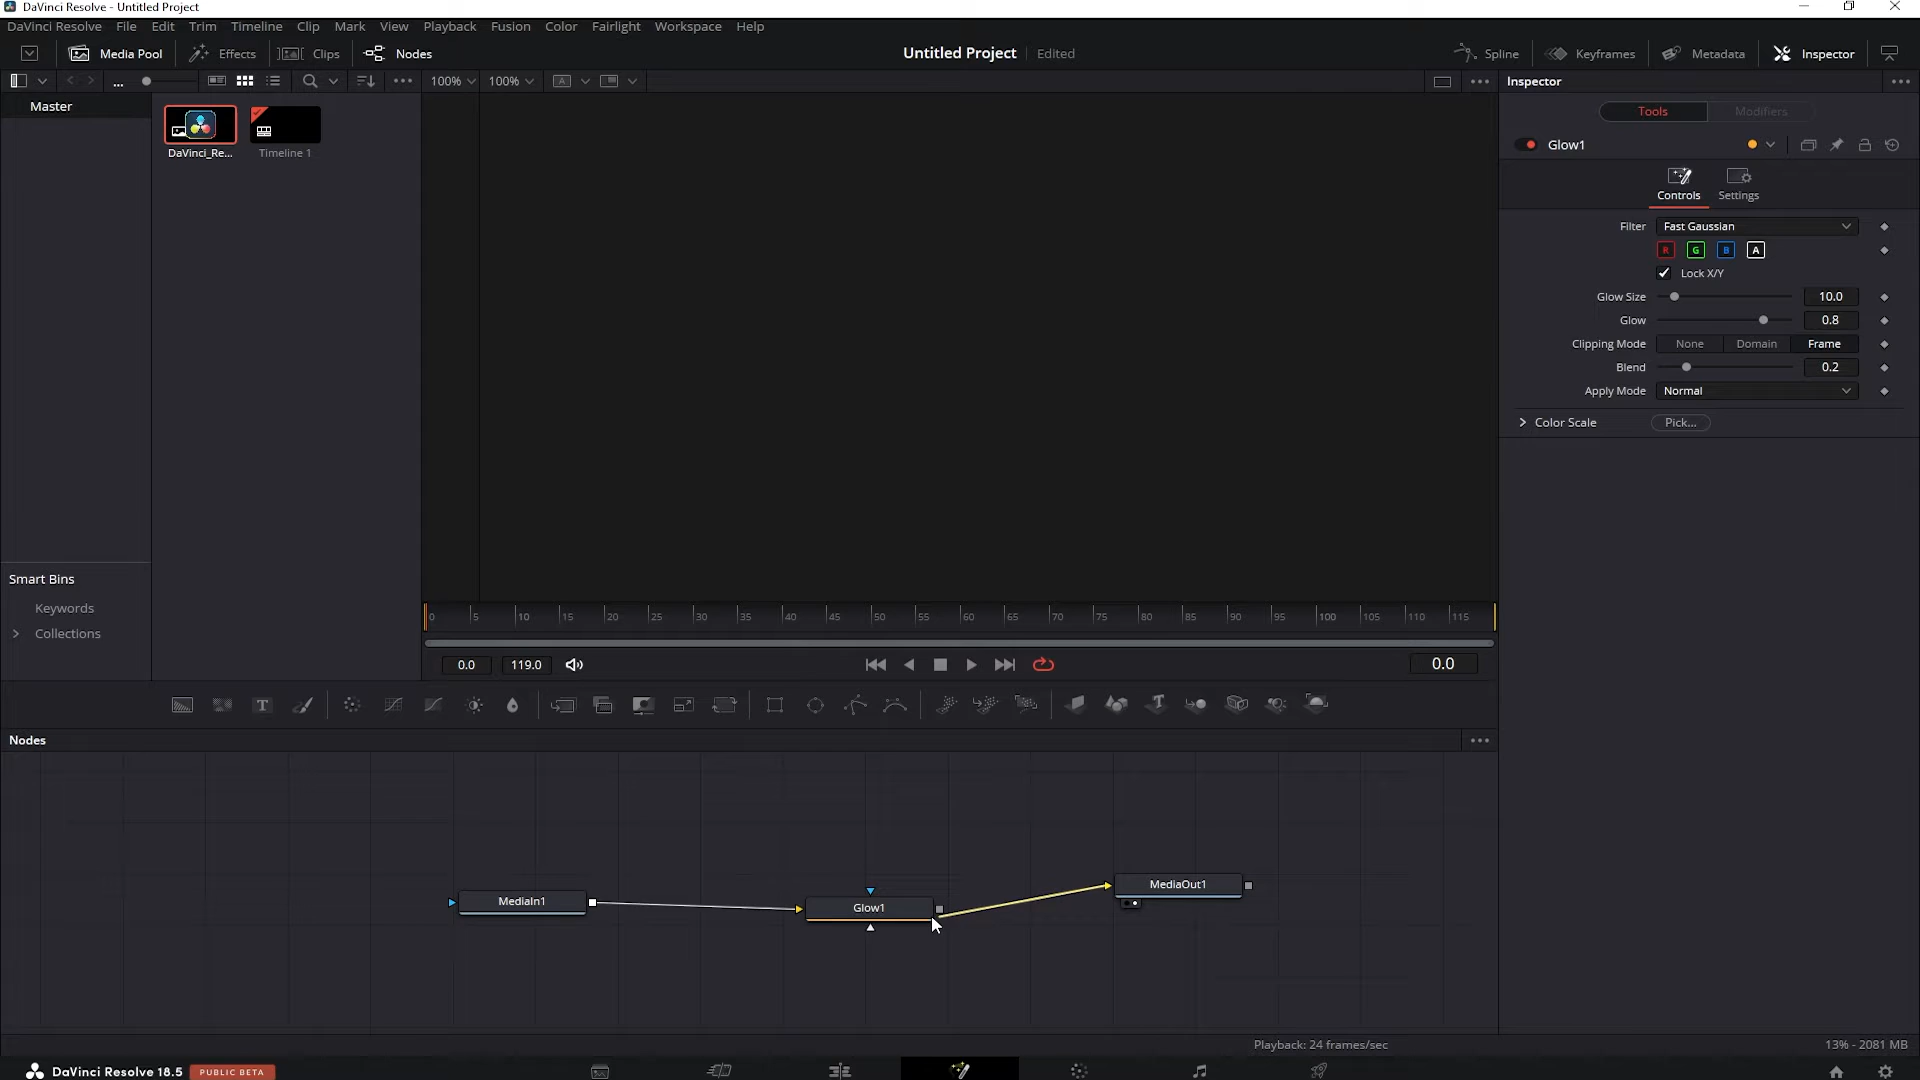 DaVinci Resolve - Untitled Project
DaVinci Resolve File Edit Trim Timeline Clip Mark View Playback Fusion Color Fairlight Workspace Help
Media Pool Effects Clips Nodes Untitled Project Edited Spline Keyframes Metadata Inspector
... 100% 100% A Inspector
Master
DaVinci_Re... Timeline 1
Tools Modifiers
Glow1
Controls Settings
Filter Fast Gaussian
R G B A
Lock X/Y
Glow Size 10.0
Glow 0.8
Clipping Mode None Domain Frame
Blend 0.2
Apply Mode Normal
Color Scale Pick...
Smart Bins
Keywords
Collections
0 5 10 15 20 25 30 35 40 45 50 55 60 65 70 75 80 85 90 95 100 105 110 115
0.0 119.0 0.0
T T
Nodes
MediaIn1 Glow1 MediaOut1
Playback: 24 frames/sec 13% - 2081 MB
DaVinci Resolve 18.5 PUBLIC BETA